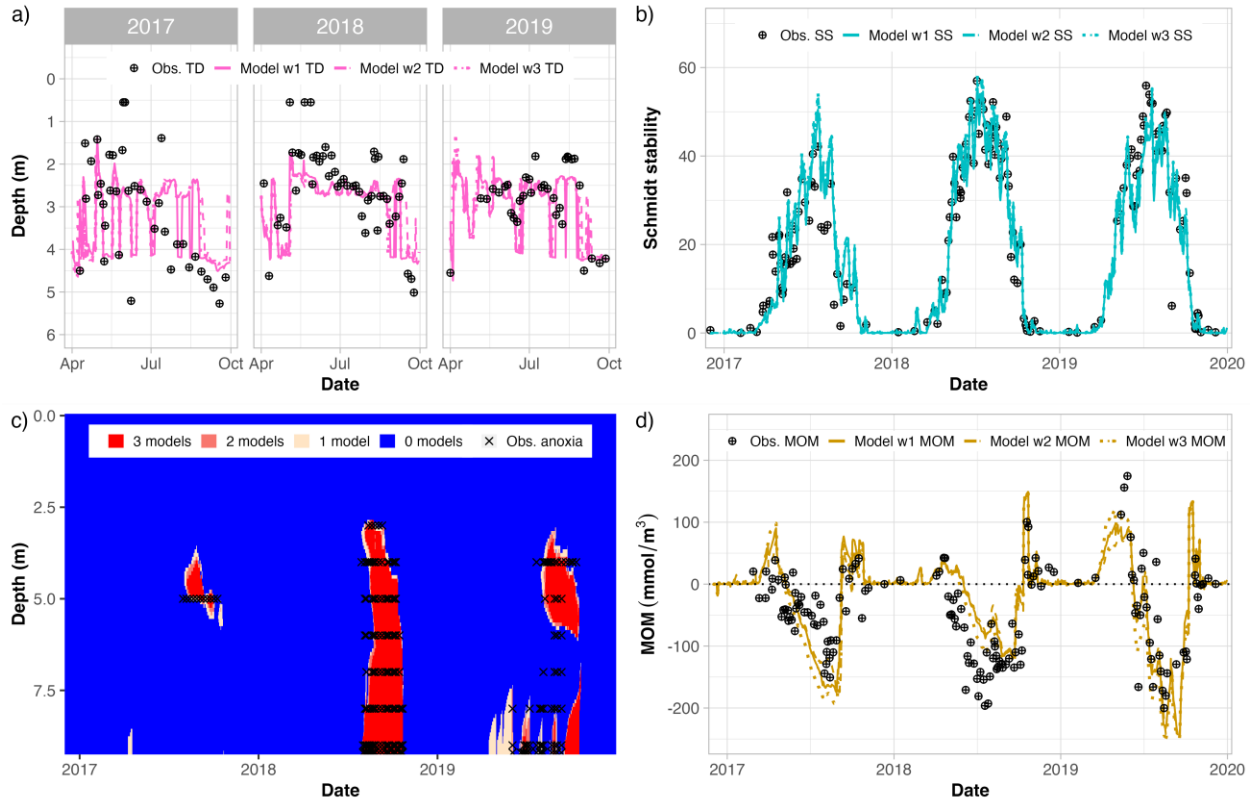 a)
2017
2018
2019
Obs. TD
Model w1 TD
Model w2 TD
Model w3 TD
Depth (m)
0
1
2
3
4
5
6
Apr
Jul
Oct
Apr
Jul
Oct
Apr
Jul
Oct
Date
b)
Obs. SS
Model w1 SS
Model w2 SS
Model w3 SS
Schmidt stability
60
40
20
0
2017
2018
2019
2020
Date
c)
3 models
2 models
1 model
0 models
Obs. anoxia
Depth (m)
0.0
2.5
5.0
7.5
2017
2018
2019
Date
d)
Obs. MOM
Model w1 MOM
Model w2 MOM
Model w3 MOM
MOM (mmol/m³)
200
100
0
-100
-200
2017
2018
2019
2020
Date